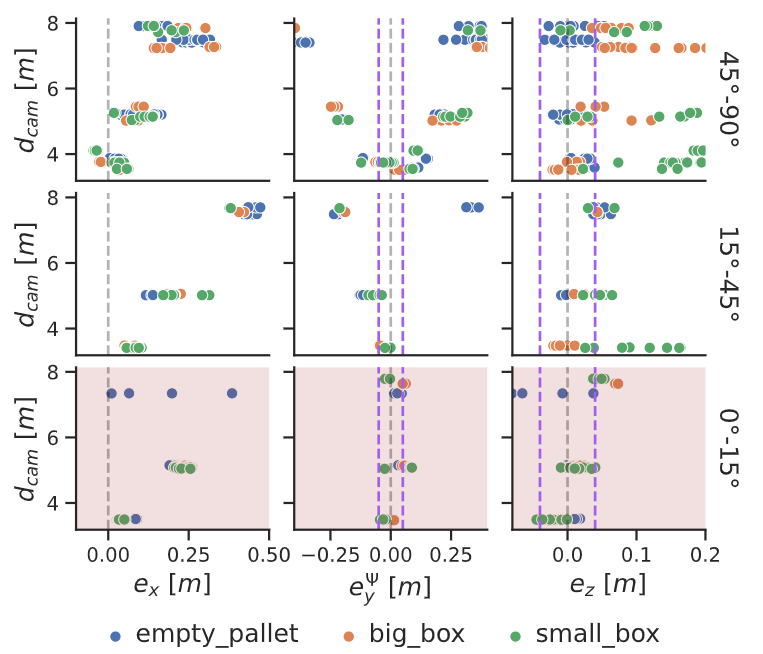 8
6
4
d_cam [m]
45°-90°
8
6
4
d_cam [m]
15°-45°
8
6
4
d_cam [m]
0°-15°
0.00 0.25 0.50 −0.25 0.00 0.25 0.0 0.1 0.2
e_x [m] e_y^Ψ [m] e_z [m]
empty_pallet big_box small_box